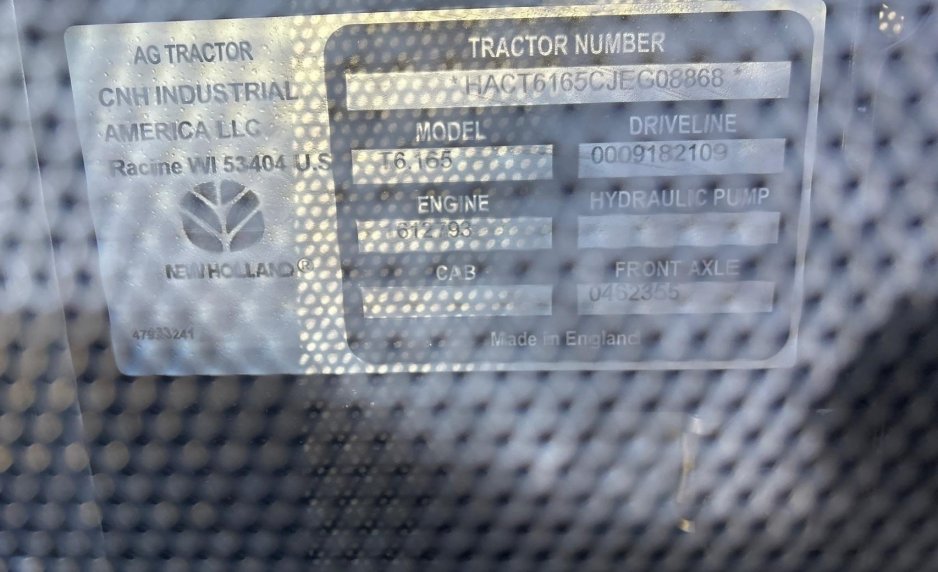 AG TRACTOR
CNH INDUSTRIAL
AMERICA LLC
Racine WI 53404 U.S
NEW HOLLAND®
47933241
TRACTOR NUMBER
*HACT6165CJEG08868*
MODEL
T6.165
DRIVELINE
0009182109
ENGINE
HYDRAULIC PUMP
CAB
FRONT AXLE
0462355
Made in England